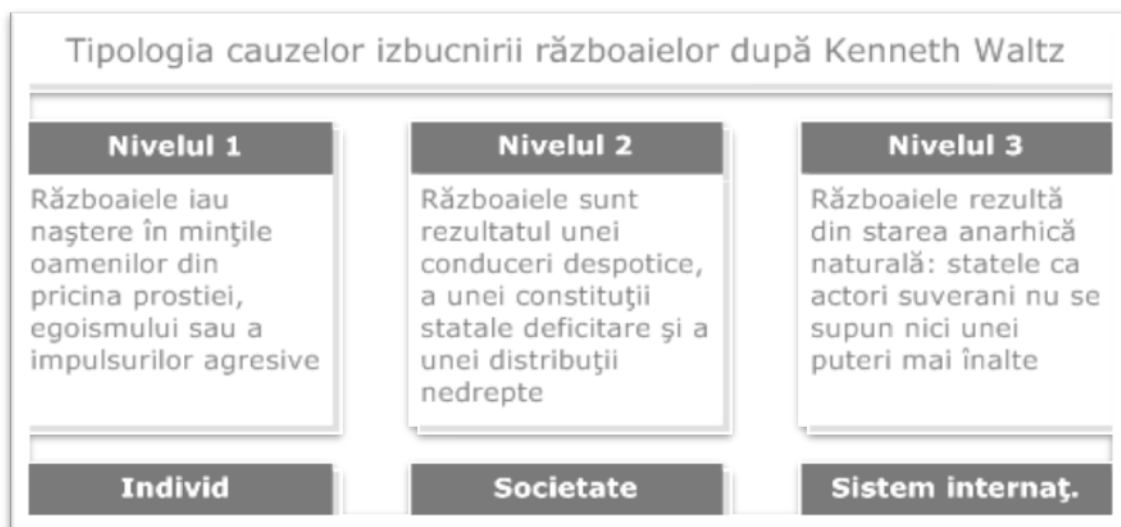 Tipologia cauzelor izbucnirii războaielor după Kenneth Waltz
Nivelul 1
Războaiele iau
naştere în minţile
oamenilor din
pricina prostiei,
egoismului sau a
impulsurilor agresive
Individ
Nivelul 2
Războaiele sunt
rezultatul unei
conduceri despotice,
a unei constituţii
statale deficitare şi a
unei distribuţii
nedrepte
Societate
Nivelul 3
Războaiele rezultă
din starea anarhică
naturală: statele ca
actori suverani nu se
supun nici unei
puteri mai înalte
Sistem internaţ.